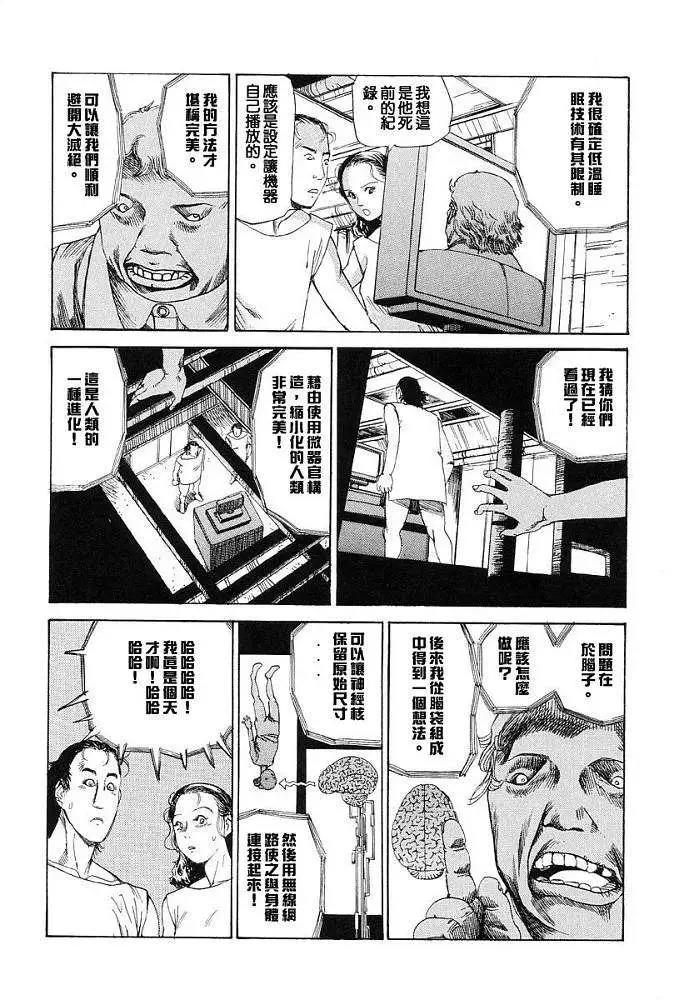 我很確定低溫睡
眠技術有其限制。
我想這
是他死
前的紀
錄。
應該是設定讓機器
自己播放的。
我的方法才
堪稱完美。
可以讓我們順利
避開大滅絕。
我猜你們
現在已經
看過了！
藉由使用微器官構
造，縮小化的人類
非常完美！
這是人類的
一種進化！
問題在
於腦子。
應該怎麼
做呢？
後來我從腦袋組成
中得到一個想法。
可以讓神經核
保留原始尺寸
...
然後用無線網
路使之與身體
連接起來！
哈哈哈哈！
我真是個天
才啊！哈哈
哈哈！